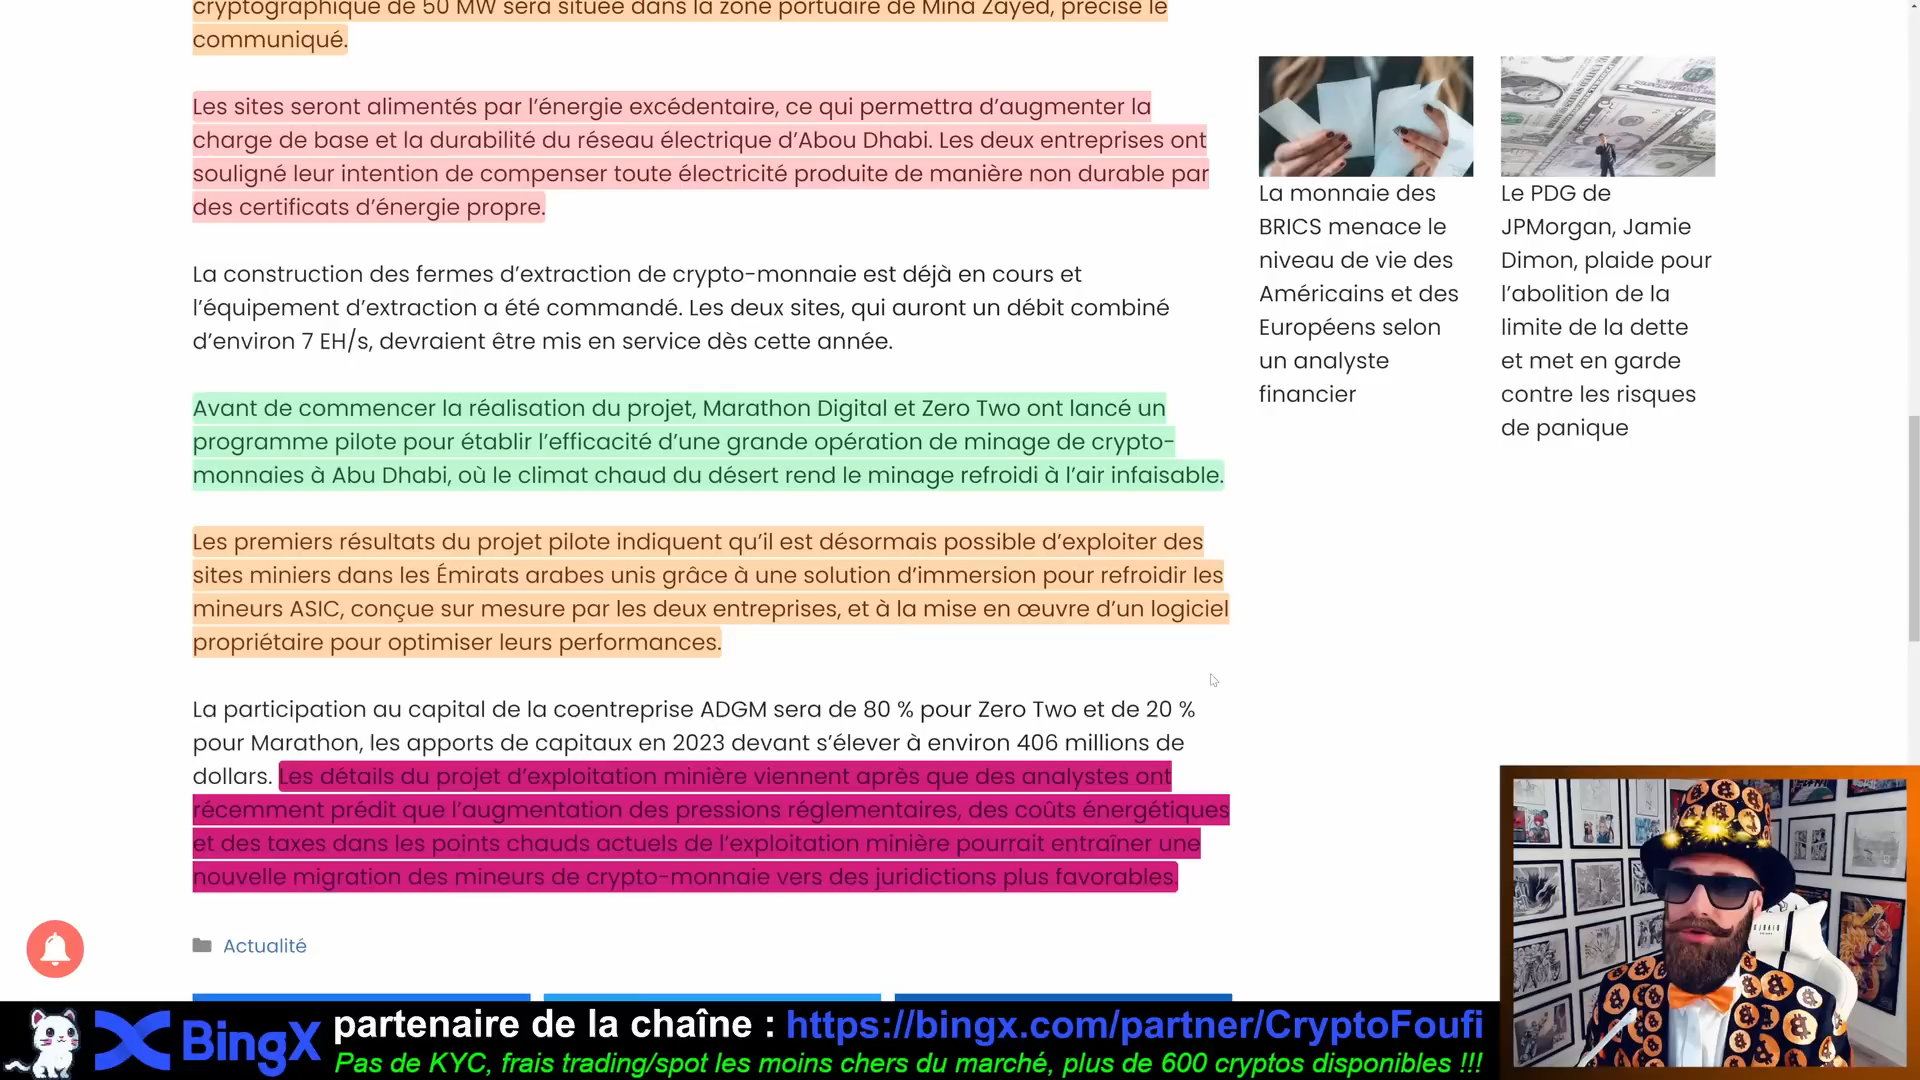 cryptographique de 50 MW sera située dans la zone portuaire de Mina Zayed, précise le
communiqué.
Les sites seront alimentés par l’énergie excédentaire, ce qui permettra d’augmenter la
charge de base et la durabilité du réseau électrique d’Abou Dhabi. Les deux entreprises ont
souligné leur intention de compenser toute électricité produite de manière non durable par
des certificats d’énergie propre.
La construction des fermes d’extraction de crypto-monnaie est déjà en cours et
l’équipement d’extraction a été commandé. Les deux sites, qui auront un débit combiné
d’environ 7 EH/s, devraient être mis en service dès cette année.
Avant de commencer la réalisation du projet, Marathon Digital et Zero Two ont lancé un
programme pilote pour établir l’efficacité d’une grande opération de minage de crypto-
monnaies à Abu Dhabi, où le climat chaud du désert rend le minage refroidi à l’air infaisable.
Les premiers résultats du projet pilote indiquent qu’il est désormais possible d’exploiter des
sites miniers dans les Émirats arabes unis grâce à une solution d’immersion pour refroidir les
mineurs ASIC, conçue sur mesure par les deux entreprises, et à la mise en œuvre d’un logiciel
propriétaire pour optimiser leurs performances.
La participation au capital de la coentreprise ADGM sera de 80 % pour Zero Two et de 20 %
pour Marathon, les apports de capitaux en 2023 devant s’élever à environ 406 millions de
dollars. Les détails du projet d’exploitation minière viennent après que des analystes ont
récemment prédit que l’augmentation des pressions réglementaires, des coûts énergétiques
et des taxes dans les points chauds actuels de l’exploitation minière pourrait entraîner une
nouvelle migration des mineurs de crypto-monnaie vers des juridictions plus favorables.
Actualité
La monnaie des
BRICS menace le
niveau de vie des
Américains et des
Européens selon
un analyste
financier
Le PDG de
JPMorgan, Jamie
Dimon, plaide pour
l’abolition de la
limite de la dette
et met en garde
contre les risques
de panique
BingX partenaire de la chaîne : https://bingx.com/partner/CryptoFoufi
Pas de KYC, frais trading/spot les moins chers du marché, plus de 600 cryptos disponibles !!!